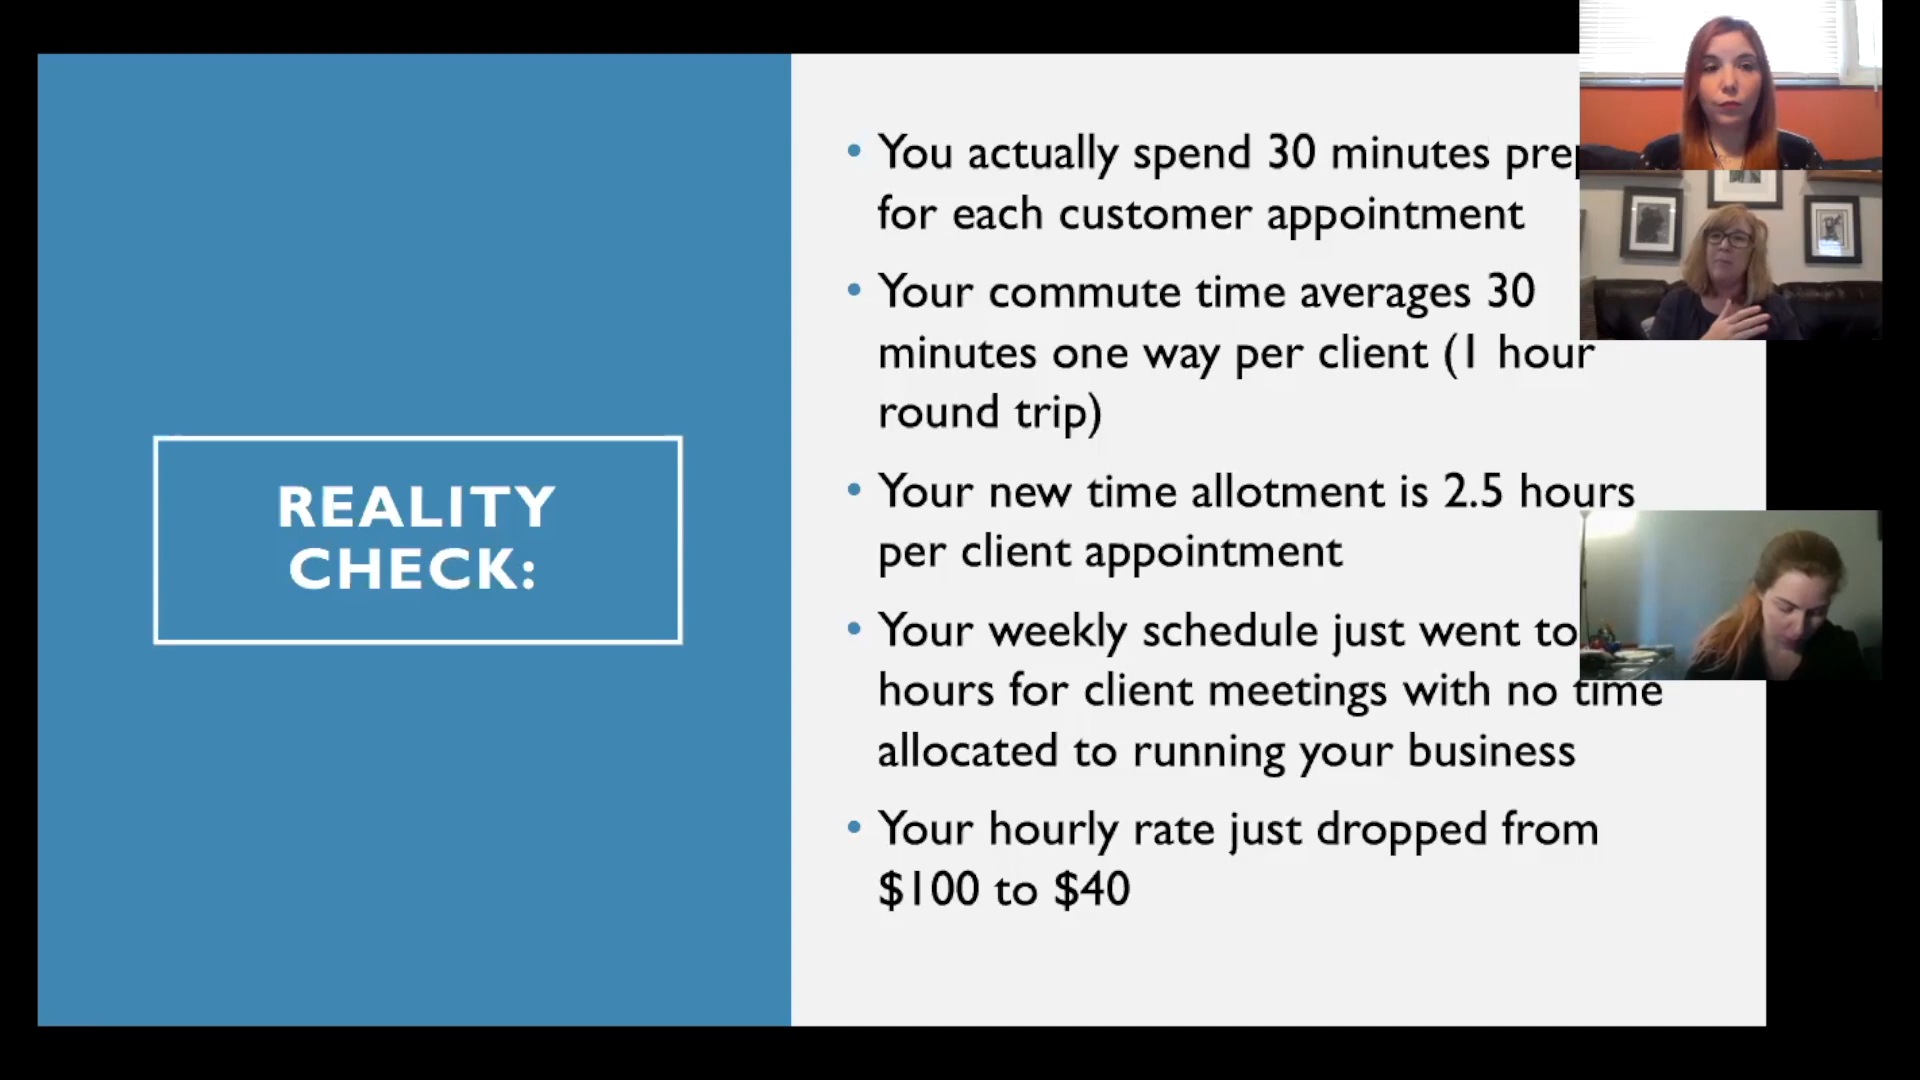 REALITY
CHECK:
• You actually spend 30 minutes
for each customer appointment
• Your commute time averages 30
minutes one way per client (1 hour
round trip)
• Your new time allotment is 2.5 hours
per client appointment
• Your weekly schedule just went to
hours for client meetings with no time
allocated to running your business
• Your hourly rate just dropped from
$100 to $40